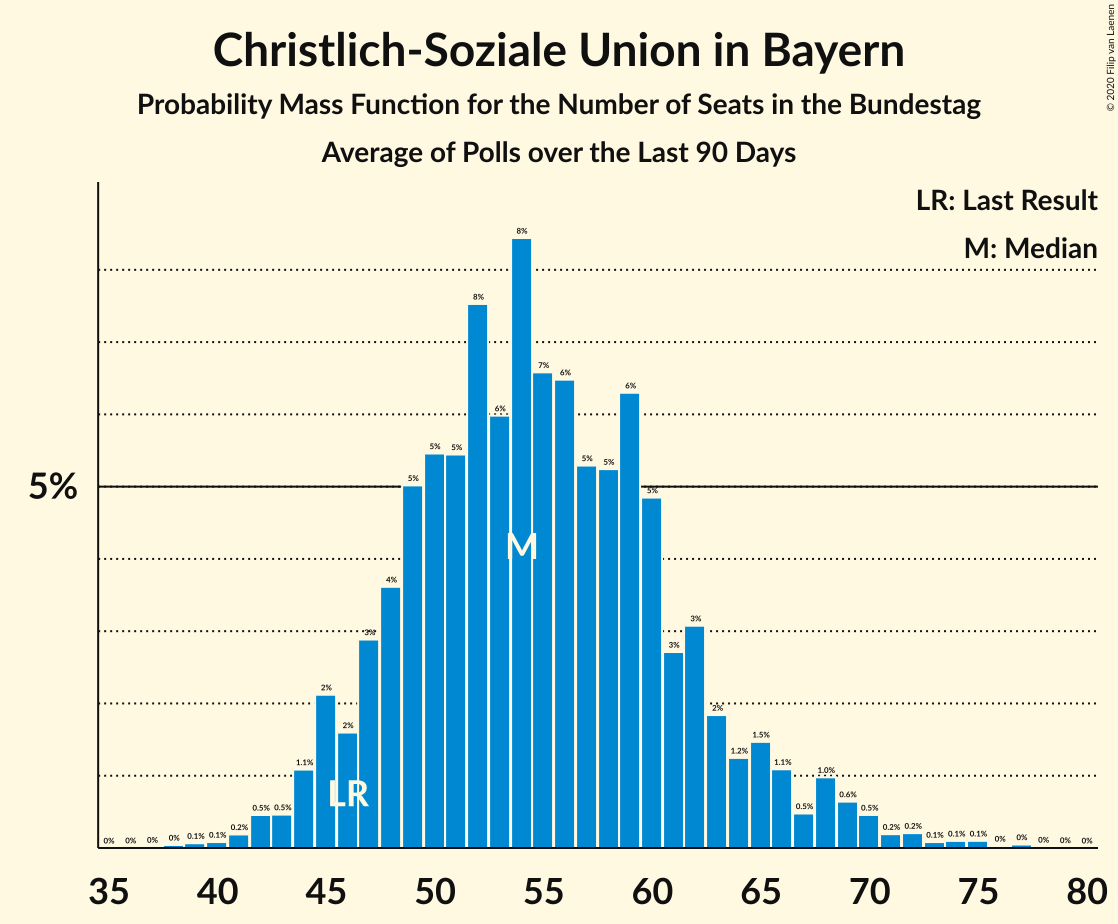 Christlich-Soziale Union in Bayern
Probability Mass Function for the Number of Seats in the Bundestag
Average of Polls over the Last 90 Days
© 2020 Filip van Laenen
LR: Last Result
M: Median
5%
0% 0% 0% 0% 0.1% 0.1% 0.2% 0.5% 0.5% 1.1% 2% 2% 3% 4% 5% 5% 5% 8% 6% 8% 7% 6% 5% 5% 6% 5% 3% 3% 2% 1.2% 1.5% 1.1% 0.5% 1.0% 0.6% 0.5% 0.2% 0.2% 0.1% 0.1% 0.1% 0% 0% 0% 0% 0%
M
LR
35 40 45 50 55 60 65 70 75 80